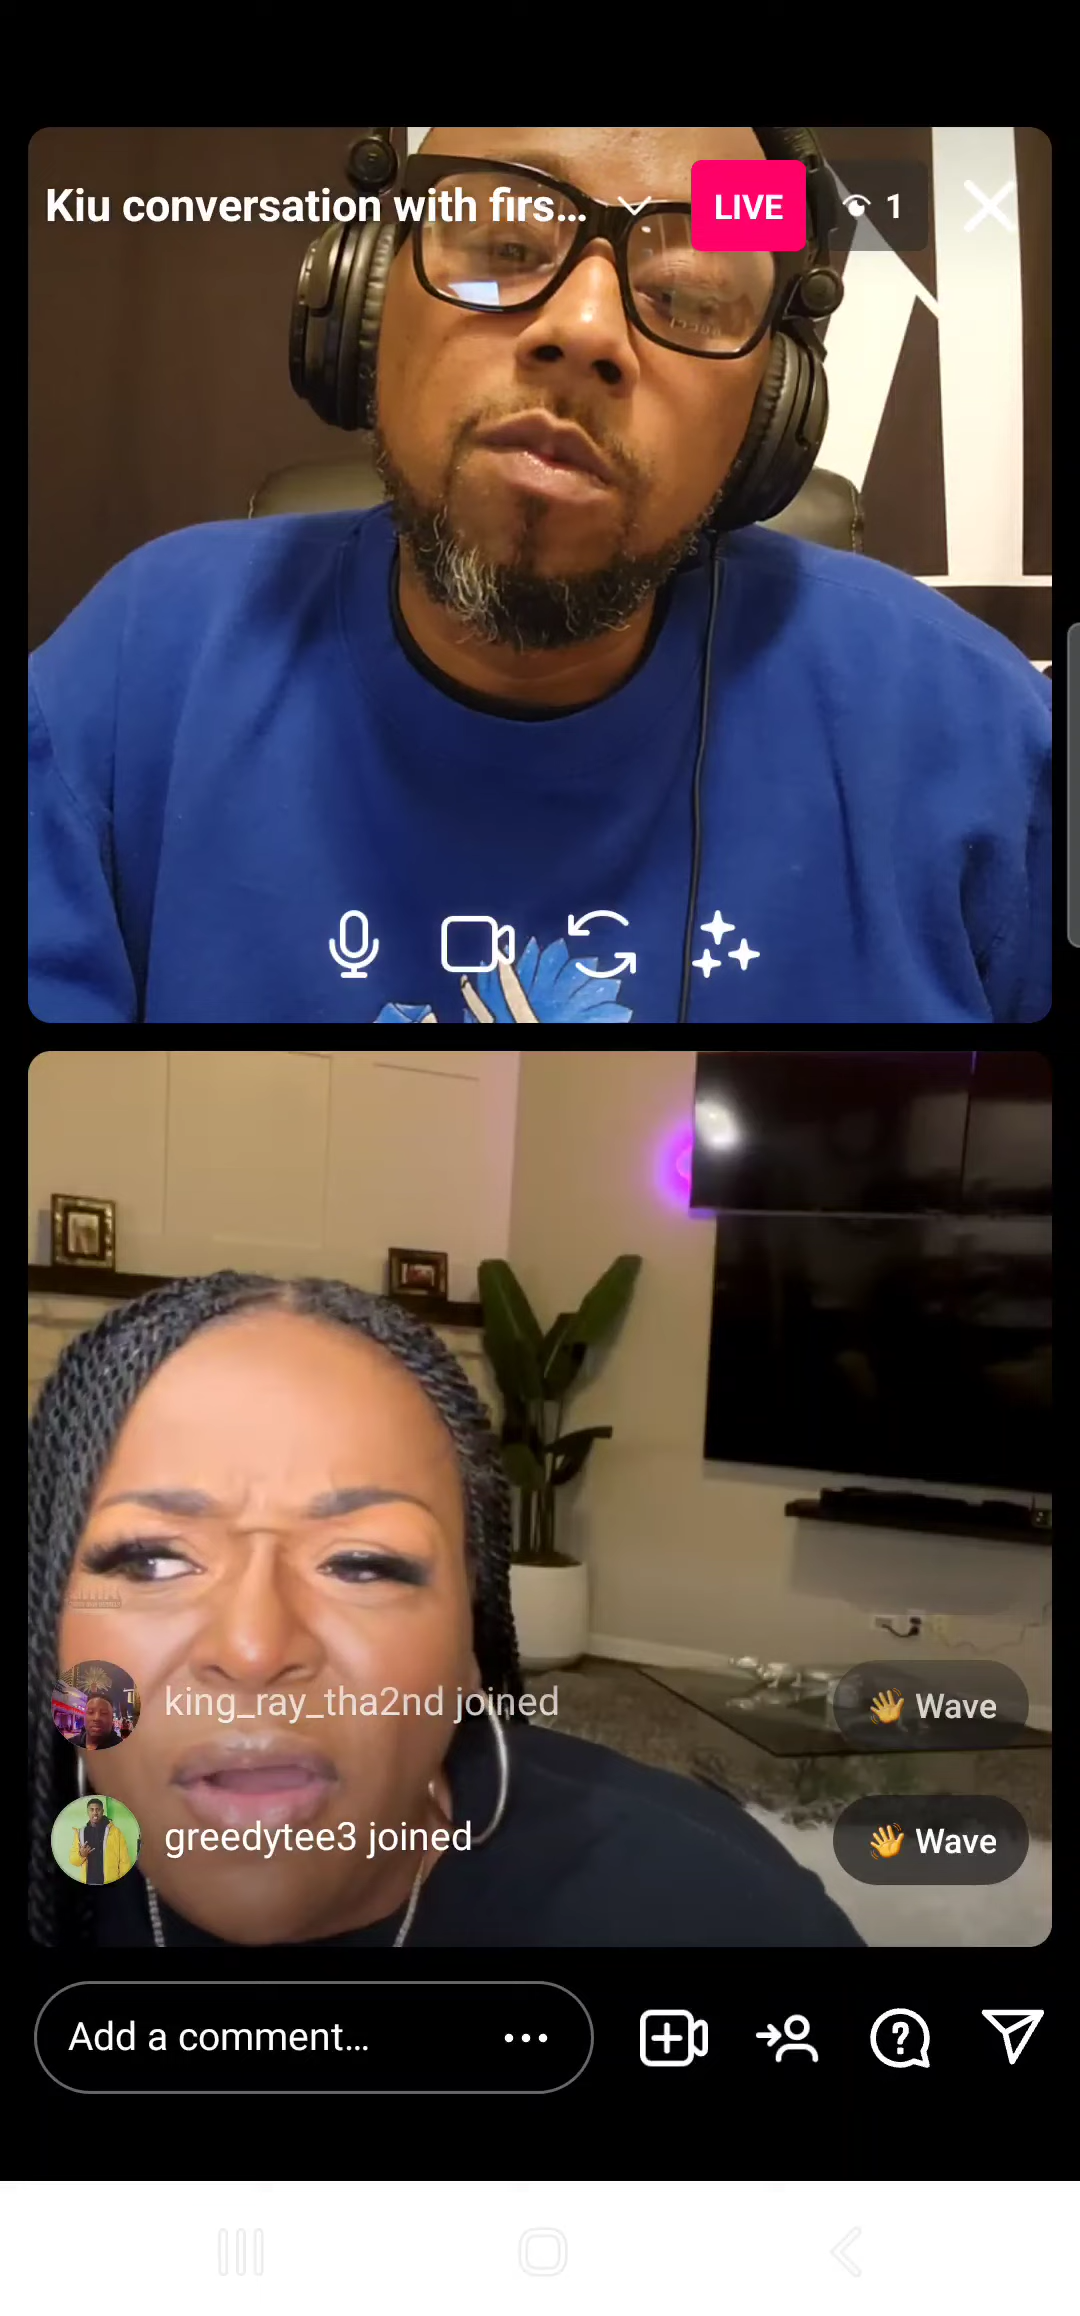 Kiu conversation with firs...
LIVE
1
king_ray_tha2nd joined
👋 Wave
greedytee3 joined
👋 Wave
Add a comment...